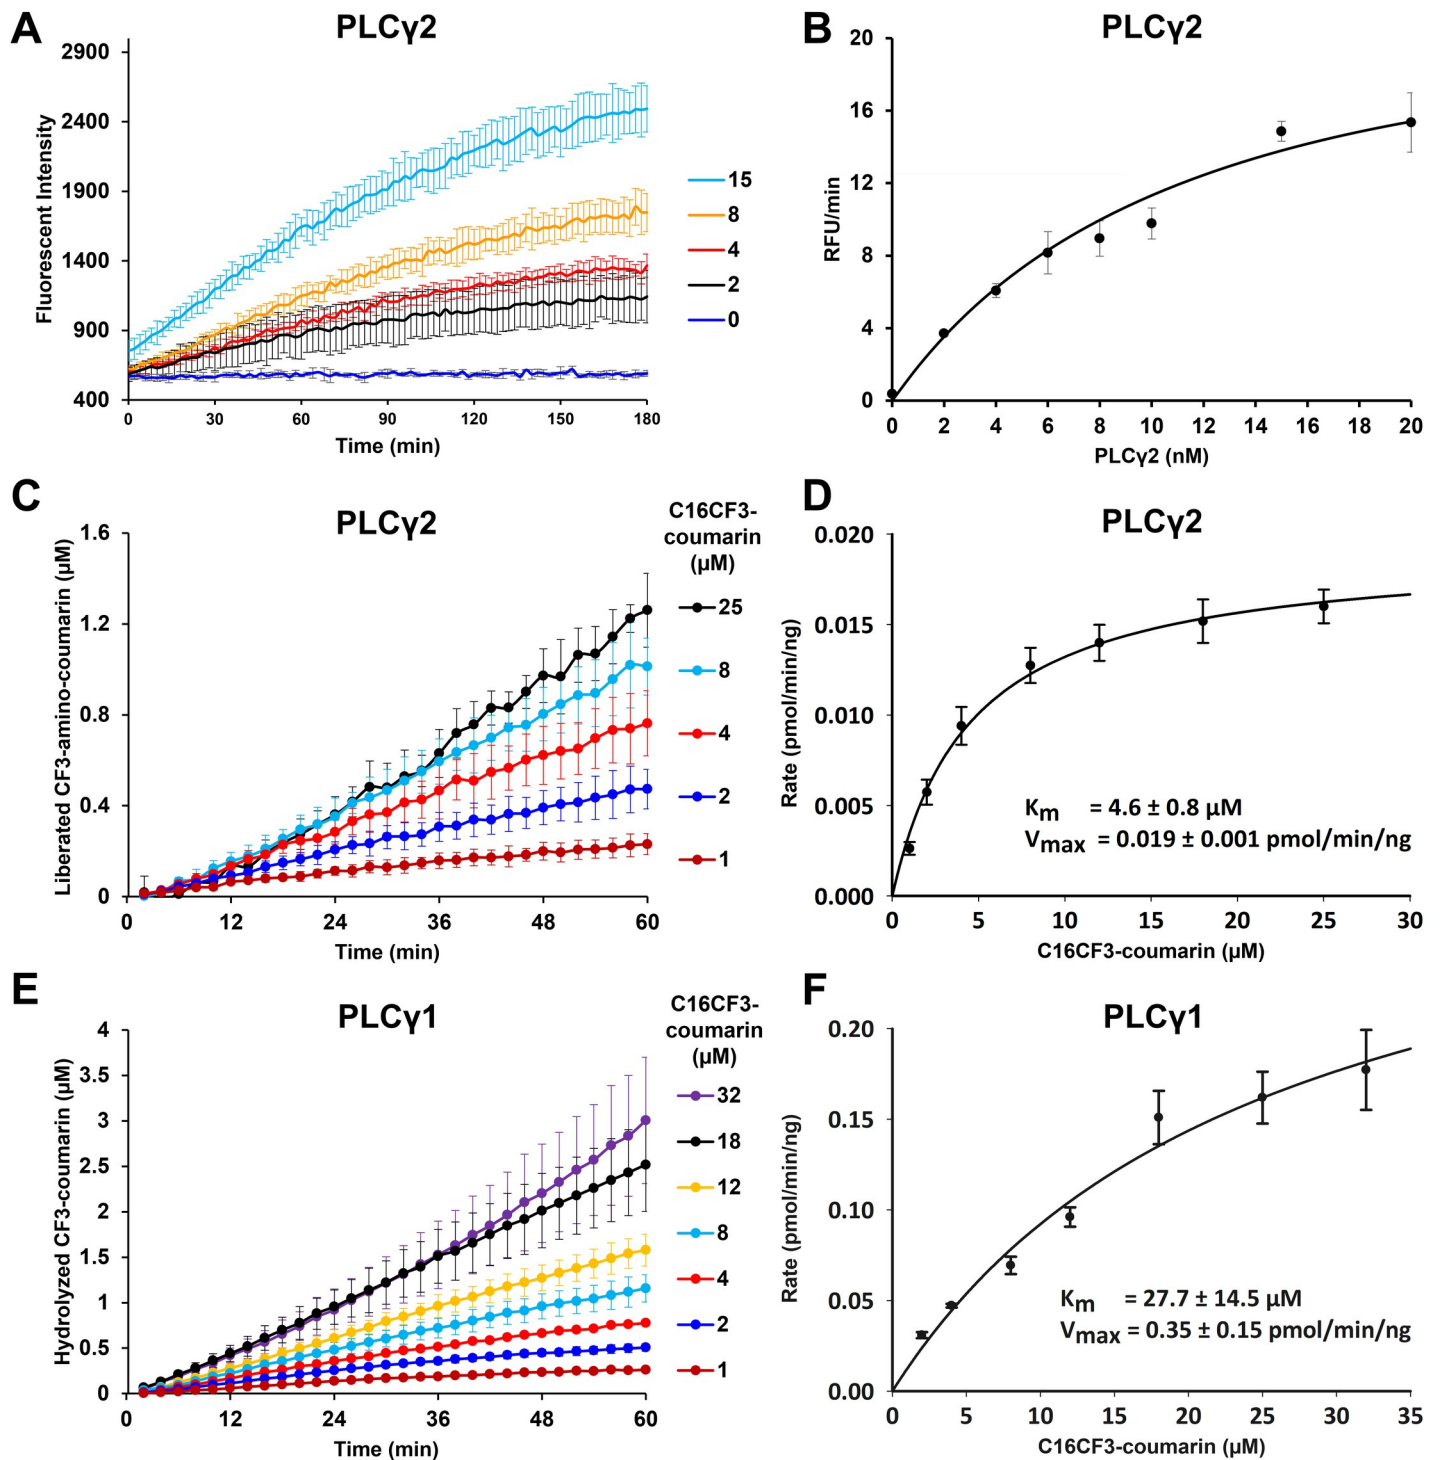 A
PLCγ2
2900
2400
1900
1400
900
400
Fluorescent Intensity
0
30
60
90
120
150
180
Time (min)
15
8
4
2
0
B
PLCγ2
20
16
12
8
4
0
RFU/min
0
2
4
6
8
10
12
14
16
18
20
PLCγ2 (nM)
C
PLCγ2
1.6
1.2
0.8
0.4
0
Liberated CF3-amino-coumarin (µM)
0
12
24
36
48
60
Time (min)
C16CF3-
coumarin
(µM)
25
8
4
2
1
D
PLCγ2
0.020
0.015
0.010
0.005
0.000
Rate (pmol/min/ng)
Km = 4.6 ± 0.8 µM
Vmax = 0.019 ± 0.001 pmol/min/ng
0
5
10
15
20
25
30
C16CF3-coumarin (µM)
E
PLCγ1
4
3.5
3
2.5
2
1.5
1
0.5
0
Hydrolyzed CF3-coumarin (µM)
0
12
24
36
48
60
Time (min)
C16CF3-
coumarin
(µM)
32
18
12
8
4
2
1
F
PLCγ1
0.20
0.15
0.10
0.05
0.00
Rate (pmol/min/ng)
Km = 27.7 ± 14.5 µM
Vmax = 0.35 ± 0.15 pmol/min/ng
0
5
10
15
20
25
30
35
C16CF3-coumarin (µM)